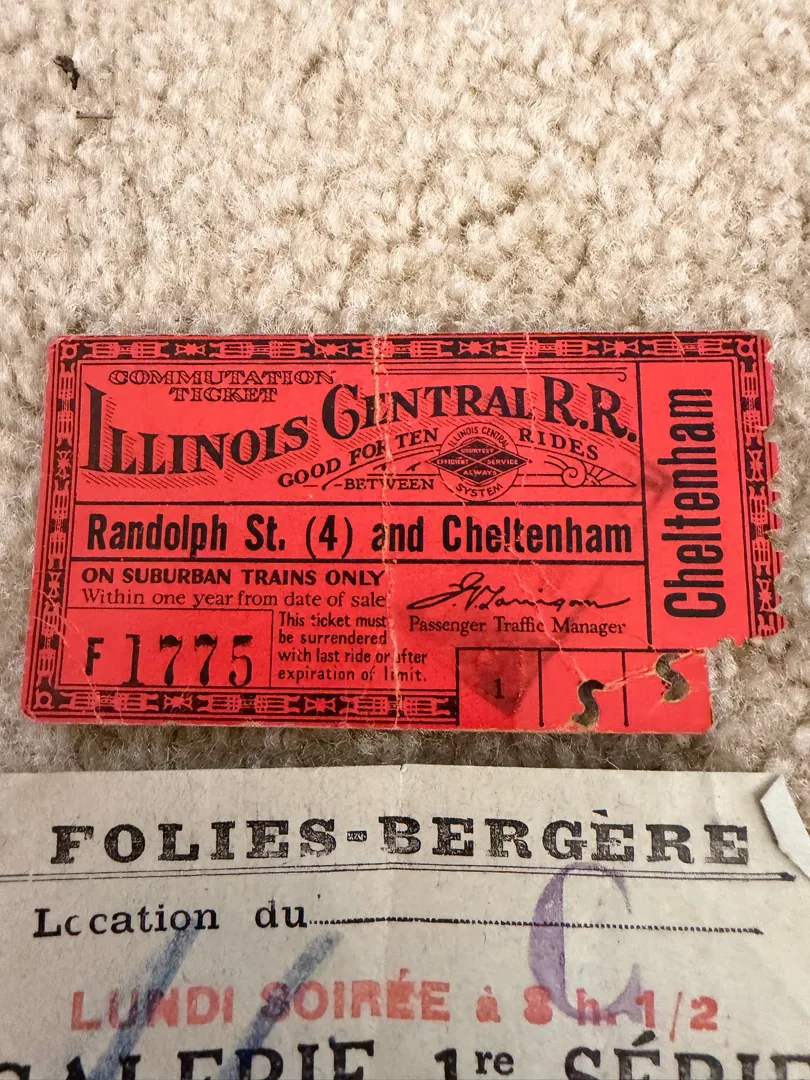 COMMUTATION
TICKET
ILLINOIS CENTRAL R.R.
GOOD FOR TEN RIDES
BETWEEN
ILLINOIS CENTRAL
COURTESY
EFFICIENT SERVICE
ALWAYS
SYSTEM
Randolph St. (4) and Cheltenham
Cheltenham
ON SUBURBAN TRAINS ONLY
Within one year from date of sale
Passenger Traffic Manager
F 1775
This ticket must
be surrendered
with last ride or after
expiration of limit.
1
FOLIES-BERGÈRE
Location du
C
LUNDI SOIRÉE à 8 h. 1/2
GALERIE 1re SÉRIE